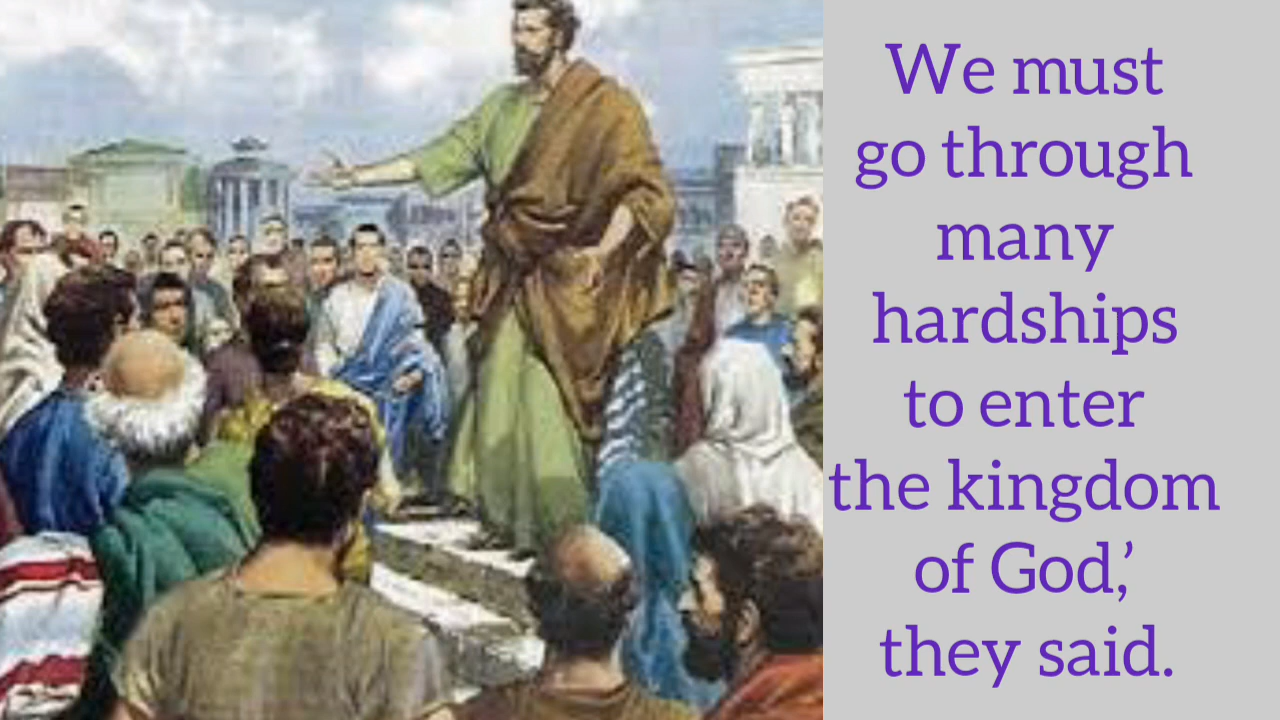 We must
go through
many
hardships
to enter
the kingdom
of God,’
they said.